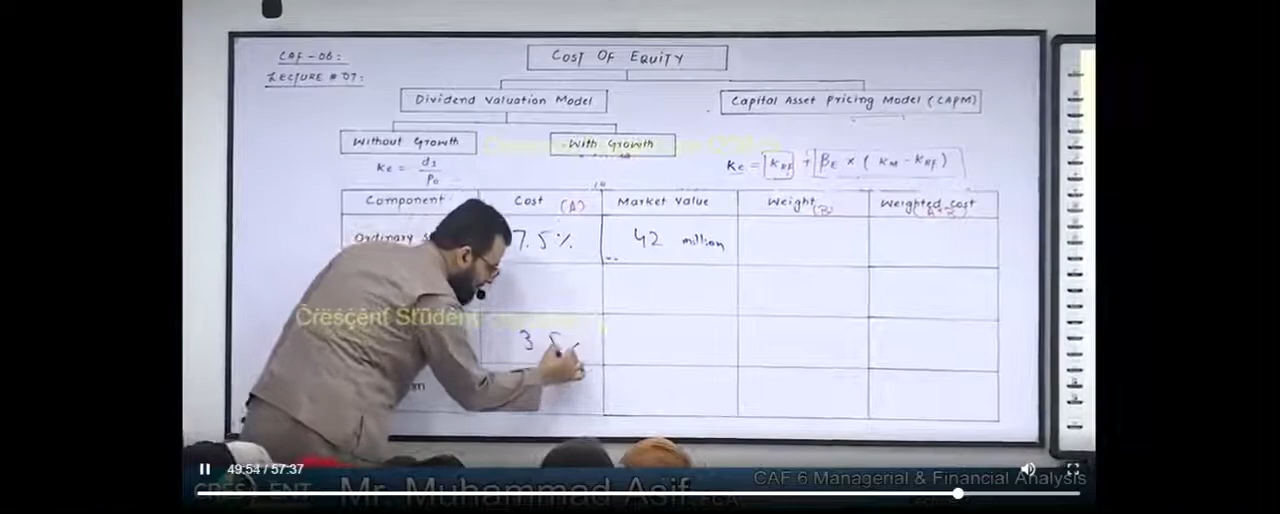 CAF-06:
LECTURE # 07:
COST OF EQUITY
Dividend Valuation Model
Capital Asset Pricing Model (CAPM)
Without Growth
With Growth
Ke = d1 / P0
Ke = KRF + βE × ( KM - KRF )
Component Cost (A) Market Value Weight (B) Weighted Cost (A×B)
Ordinary 7.5% 42 million
Crescent Student
3
49:54 / 57:37
CAF 6 Managerial & Financial Analysis
Mr. Muhammad Asif, FCA